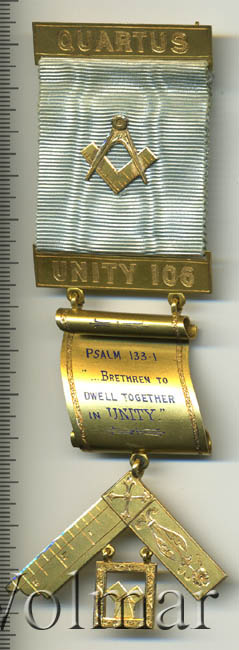 QUARTUS
UNITY 106
PSALM 133-1
"...BRETHREN TO
DWELL TOGETHER
IN UNITY."
Volmar